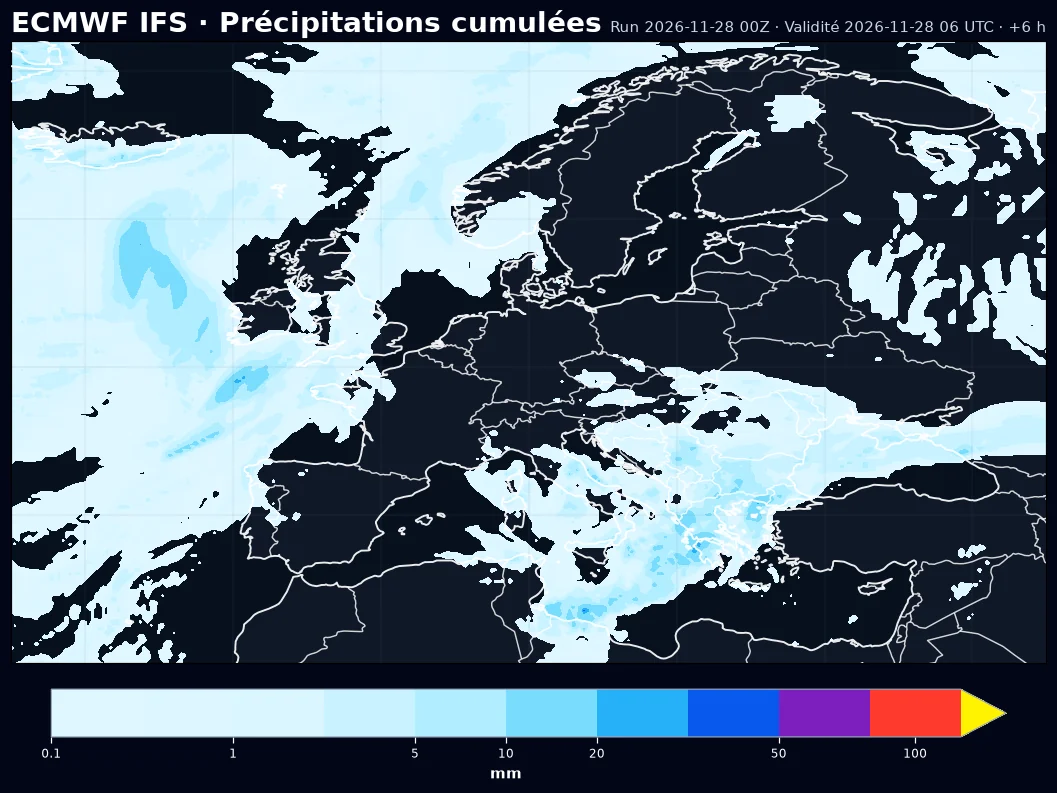 ECMWF IFS · Précipitations cumulées
Run 2026-11-28 00Z · Validité 2026-11-28 06 UTC · +6 h
0.1
1
5
10
20
50
100
mm